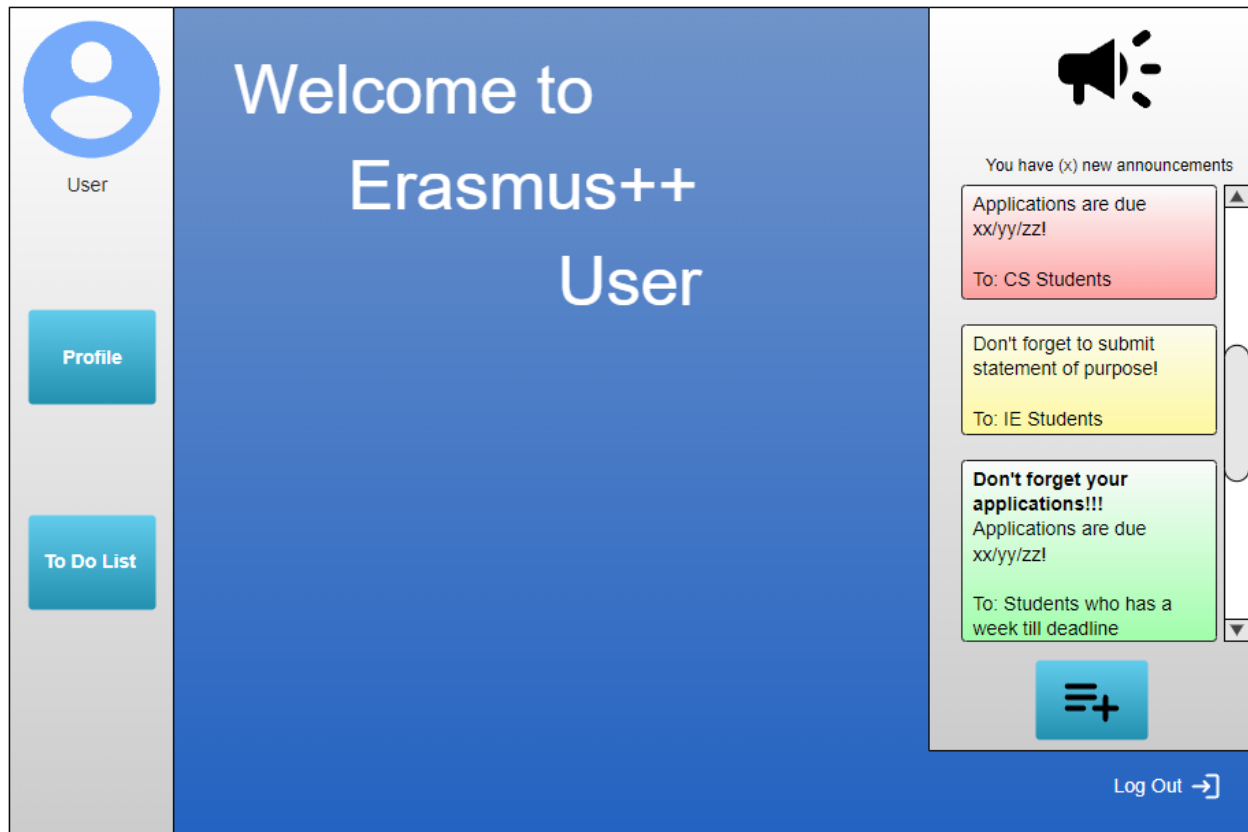 User
Profile
To Do List
Welcome to
Erasmus++
User
You have (x) new announcements
Applications are due
xx/yy/zz!
To: CS Students
Don't forget to submit
statement of purpose!
To: IE Students
Don't forget your
applications!!!
Applications are due
xx/yy/zz!
To: Students who has a
week till deadline
Log Out